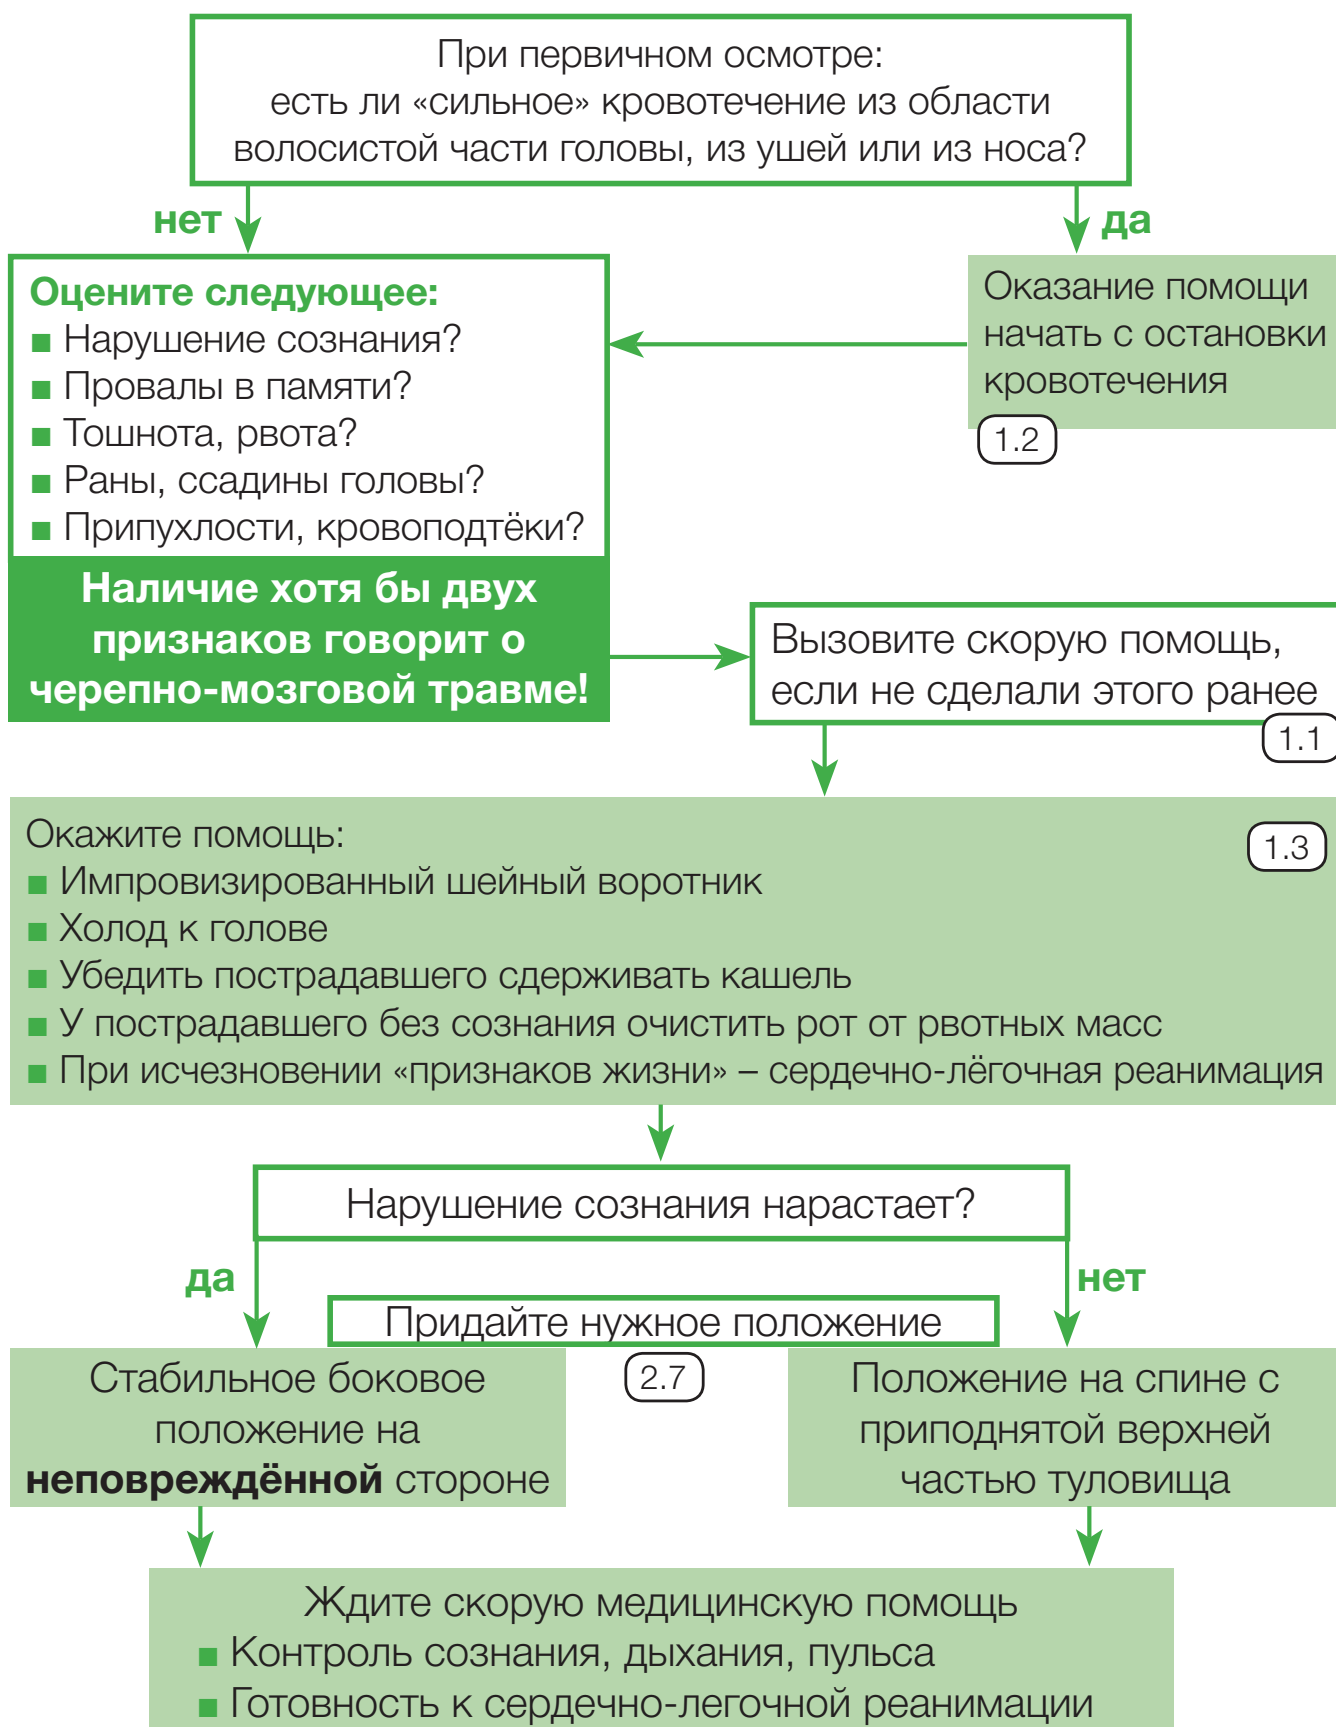 При первичном осмотре:
есть ли «сильное» кровотечение из области
волосистой части головы, из ушей или из носа?
нет
да
Оцените следующее:
■ Нарушение сознания?
■ Провалы в памяти?
■ Тошнота, рвота?
■ Раны, ссадины головы?
■ Припухлости, кровоподтёки?
Наличие хотя бы двух
признаков говорит о
черепно-мозговой травме!
Оказание помощи
начать с остановки
кровотечения
1.2
Вызовите скорую помощь,
если не сделали этого ранее
1.1
Окажите помощь:
1.3
■ Импровизированный шейный воротник
■ Холод к голове
■ Убедить пострадавшего сдерживать кашель
■ У пострадавшего без сознания очистить рот от рвотных масс
■ При исчезновении «признаков жизни» – сердечно-лёгочная реанимация
Нарушение сознания нарастает?
да
нет
Придайте нужное положение
2.7
Стабильное боковое
положение на
неповреждённой стороне
Положение на спине с
приподнятой верхней
частью туловища
Ждите скорую медицинскую помощь
■ Контроль сознания, дыхания, пульса
■ Готовность к сердечно-легочной реанимации